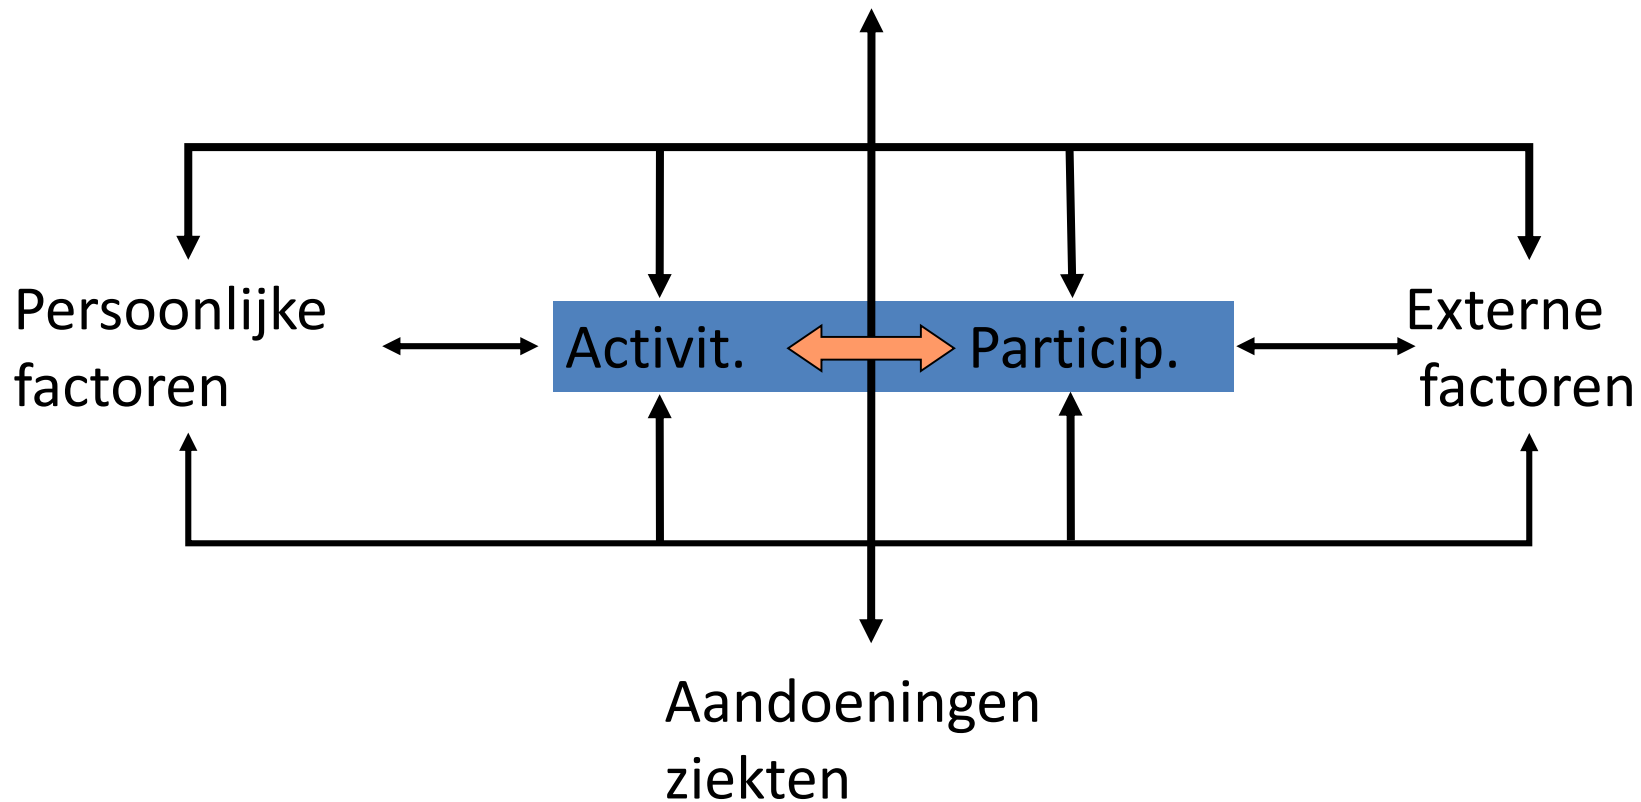 Persoonlijke
factoren
Activit.
Particip.
Externe
factoren
Aandoeningen
ziekten